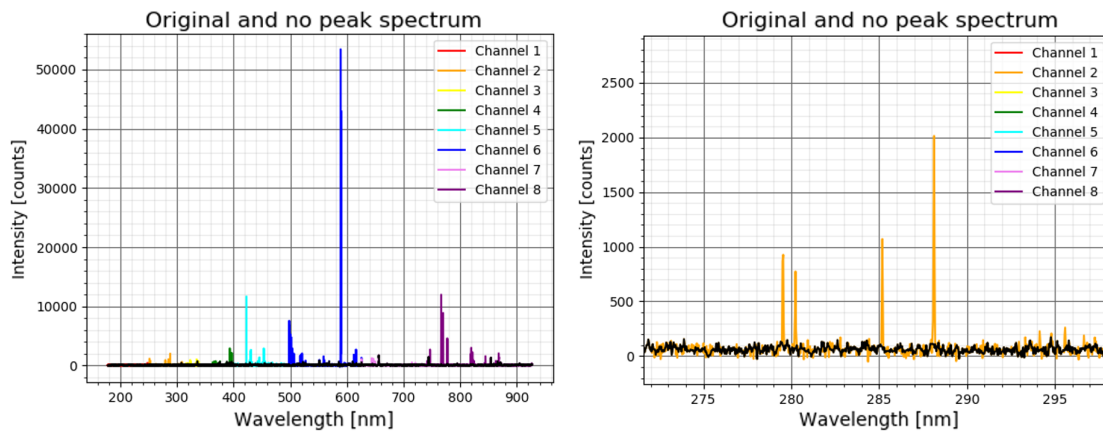 Original and no peak spectrum
50000
40000
30000
20000
10000
0
Intensity [counts]
200
300
400
500
600
700
800
900
Wavelength [nm]
Channel 1
Channel 2
Channel 3
Channel 4
Channel 5
Channel 6
Channel 7
Channel 8
Original and no peak spectrum
2500
2000
1500
1000
500
0
Intensity [counts]
275
280
285
290
295
Wavelength [nm]
Channel 1
Channel 2
Channel 3
Channel 4
Channel 5
Channel 6
Channel 7
Channel 8